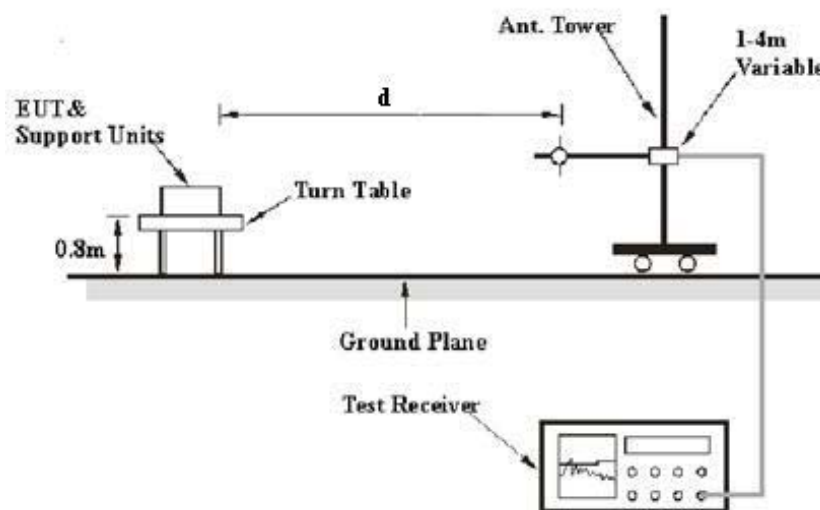 Ant. Tower
1-4m
Variable
d
EUT&
Support Units
Turn Table
0.8m
Ground Plane
Test Receiver